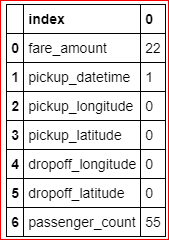 index 0
0 fare_amount 22
1 pickup_datetime 1
2 pickup_longitude 0
3 pickup_latitude 0
4 dropoff_longitude 0
5 dropoff_latitude 0
6 passenger_count 55